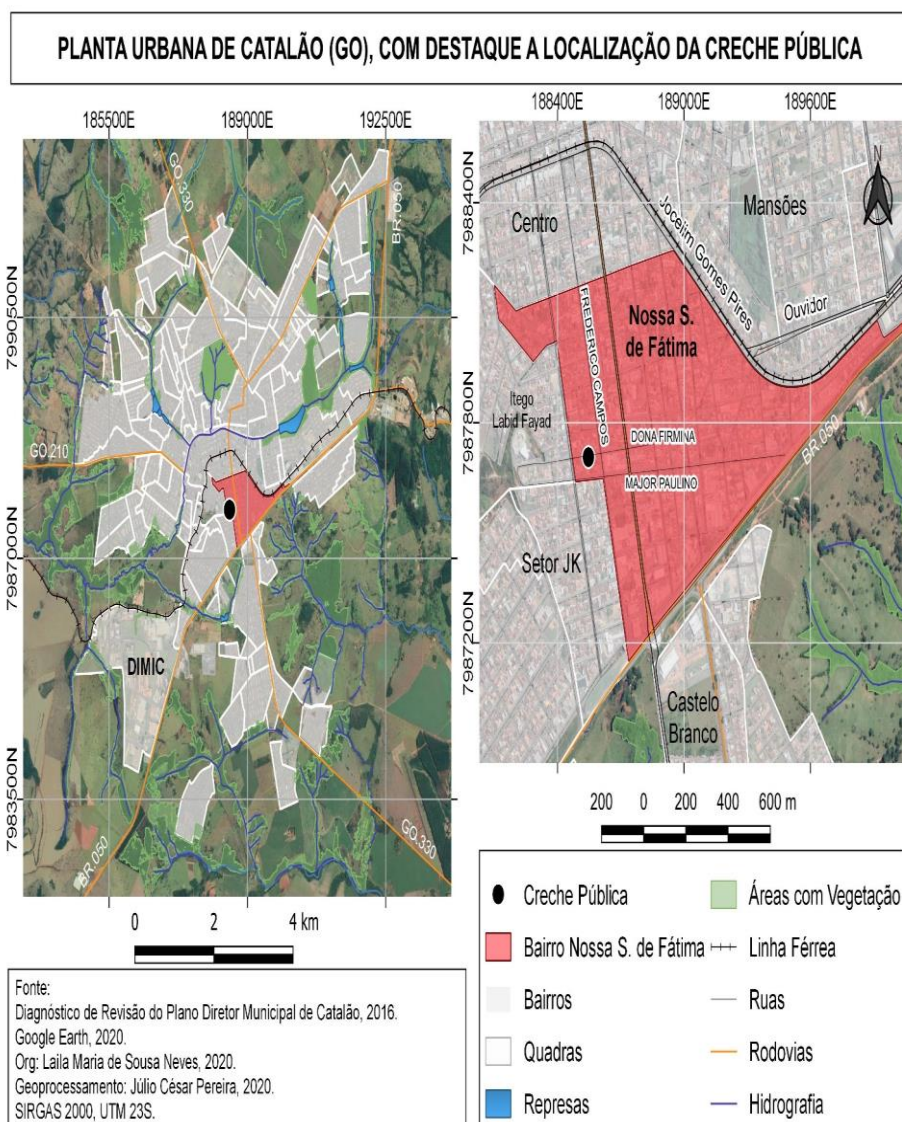 PLANTA URBANA DE CATALÃO (GO), COM DESTAQUE A LOCALIZAÇÃO DA CRECHE PÚBLICA
185500E 189000E 192500E
7990500N
7987000N
7983500N
GO.330
BR.050
GO.210
DIMIC
BR.050
GO.330
0 2 4 km
188400E 189000E 189600E
7988400N
7987800N
7987200N
N
Centro
Mansões
Jocelim Gomes Pires
Ouvidor
Nossa S.
de Fátima
FREDERICO CAMPOS
Itego
Labid Fayad
DONA FIRMINA
MAJOR PAULINO
BR.050
Setor JK
Castelo
Branco
200 0 200 400 600 m
Fonte:
Diagnóstico de Revisão do Plano Diretor Municipal de Catalão, 2016.
Google Earth, 2020.
Org: Laila Maria de Sousa Neves, 2020.
Geoprocessamento: Júlio César Pereira, 2020.
SIRGAS 2000, UTM 23S.
Creche Pública
Bairro Nossa S. de Fátima
Bairros
Quadras
Represas
Áreas com Vegetação
Linha Férrea
Ruas
Rodovias
Hidrografia